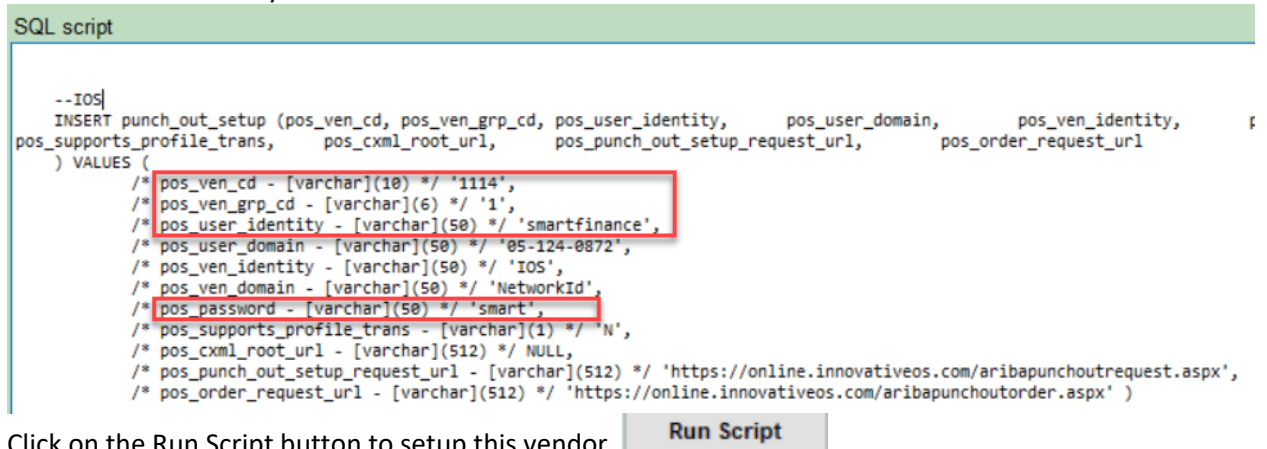 SQL script
--IOS
INSERT punch_out_setup (pos_ven_cd, pos_ven_grp_cd, pos_user_identity, pos_user_domain, pos_ven_identity,
pos_supports_profile_trans, pos_cxml_root_url, pos_punch_out_setup_request_url, pos_order_request_url
) VALUES (
/* pos_ven_cd - [varchar](10) */ '1114',
/* pos_ven_grp_cd - [varchar](6) */ '1',
/* pos_user_identity - [varchar](50) */ 'smartfinance',
/* pos_user_domain - [varchar](50) */ '05-124-0872',
/* pos_ven_identity - [varchar](50) */ 'IOS',
/* pos_ven_domain - [varchar](50) */ 'NetworkId',
/* pos_password - [varchar](50) */ 'smart',
/* pos_supports_profile_trans - [varchar](1) */ 'N',
/* pos_cxml_root_url - [varchar](512) */ NULL,
/* pos_punch_out_setup_request_url - [varchar](512) */ 'https://online.innovativeos.com/aribapunchoutrequest.aspx',
/* pos_order_request_url - [varchar](512) */ 'https://online.innovativeos.com/aribapunchoutorder.aspx' )
Click on the Run Script button to setup this vendor Run Script